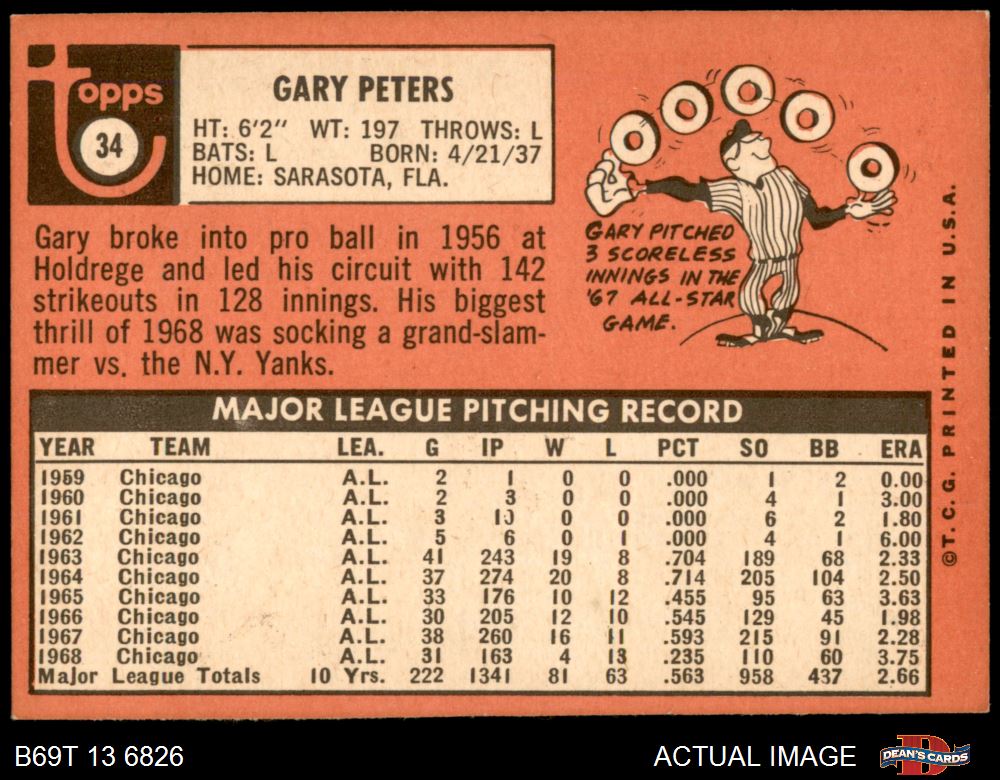 topps
34
GARY PETERS
HT: 6'2" WT: 197 THROWS: L
BATS: L BORN: 4/21/37
HOME: SARASOTA, FLA.
Gary broke into pro ball in 1956 at
Holdrege and led his circuit with 142
strikeouts in 128 innings. His biggest
thrill of 1968 was socking a grand-slam-
mer vs. the N.Y. Yanks.
GARY PITCHED
3 SCORELESS
INNINGS IN THE
'67 ALL-STAR
GAME.
MAJOR LEAGUE PITCHING RECORD
YEAR TEAM LEA. G IP W L PCT SO BB ERA
1959 Chicago A.L. 2 1 0 0 .000 1 2 0.00
1960 Chicago A.L. 2 3 0 0 .000 4 1 3.00
1961 Chicago A.L. 3 10 0 0 .000 6 2 1.80
1962 Chicago A.L. 5 6 0 1 .000 4 1 6.00
1963 Chicago A.L. 41 243 19 8 .704 189 68 2.33
1964 Chicago A.L. 37 274 20 8 .714 205 104 2.50
1965 Chicago A.L. 33 176 10 12 .455 95 63 3.63
1966 Chicago A.L. 30 205 12 10 .545 129 45 1.98
1967 Chicago A.L. 38 260 16 11 .593 215 91 2.28
1968 Chicago A.L. 31 163 4 13 .235 110 60 3.75
Major League Totals 10 Yrs. 222 1341 81 63 .563 958 437 2.66
©T.C.G. PRINTED IN U.S.A.
B69T 13 6826
ACTUAL IMAGE
DEAN'S CARDS